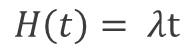 H(t) = λt